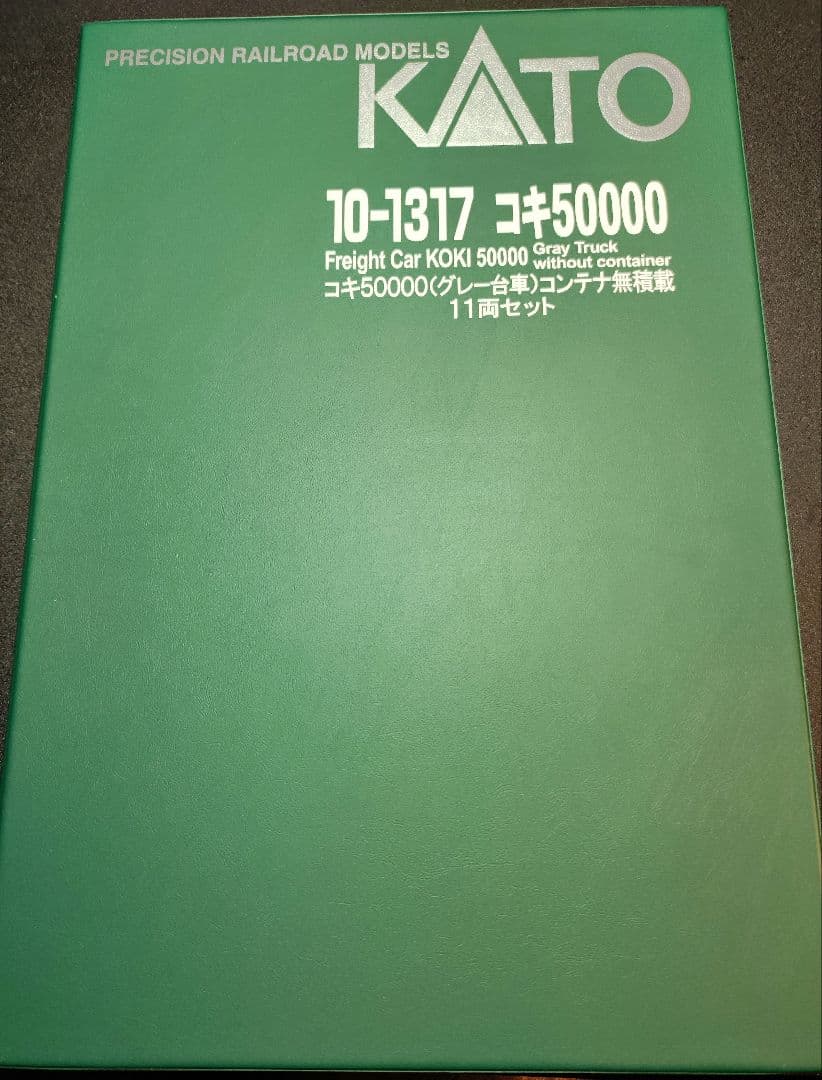 PRECISION RAILROAD MODELS
KATO
10-1317 コキ50000
Freight Car KOKI 50000 Gray Truck without container
コキ50000(グレー台車)コンテナ無積載
11両セット